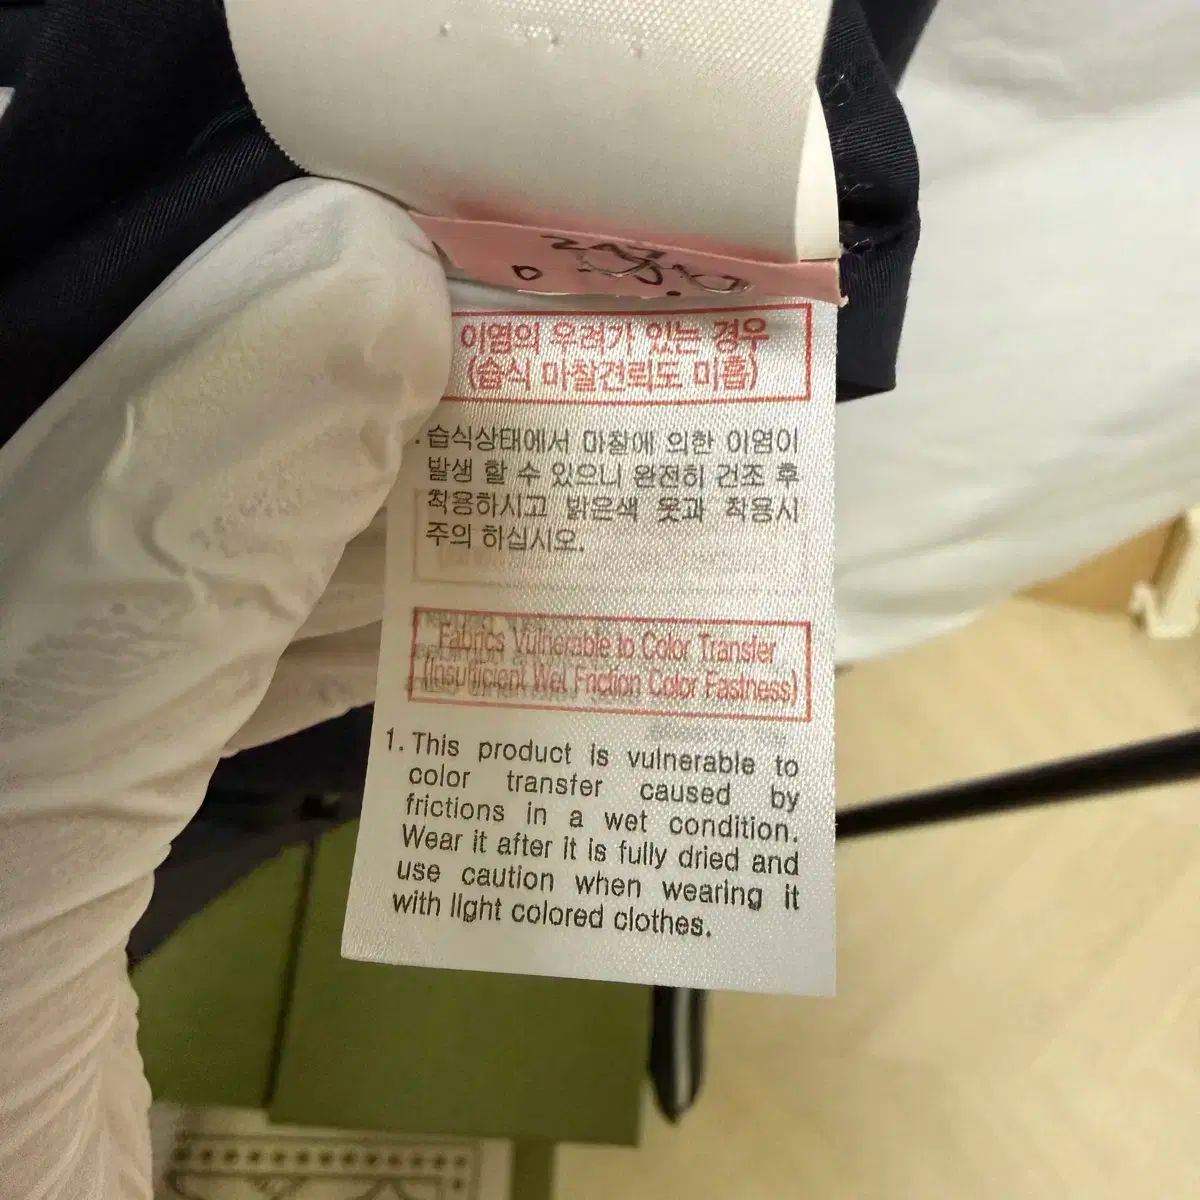 이염의 우려가 있는 경우
(습식 마찰견뢰도 미흡)
. 습식상태에서 마찰에 의한 이염이
발생 할 수 있으니 완전히 건조 후
착용하시고 밝은색 옷과 착용시
주의 하십시오.
Fabrics Vulnerable to Color Transfer
(Insufficient Wet Friction Color Fastness)
1. This product is vulnerable to
color transfer caused by
frictions in a wet condition.
Wear it after it is fully dried and
use caution when wearing it
with light colored clothes.